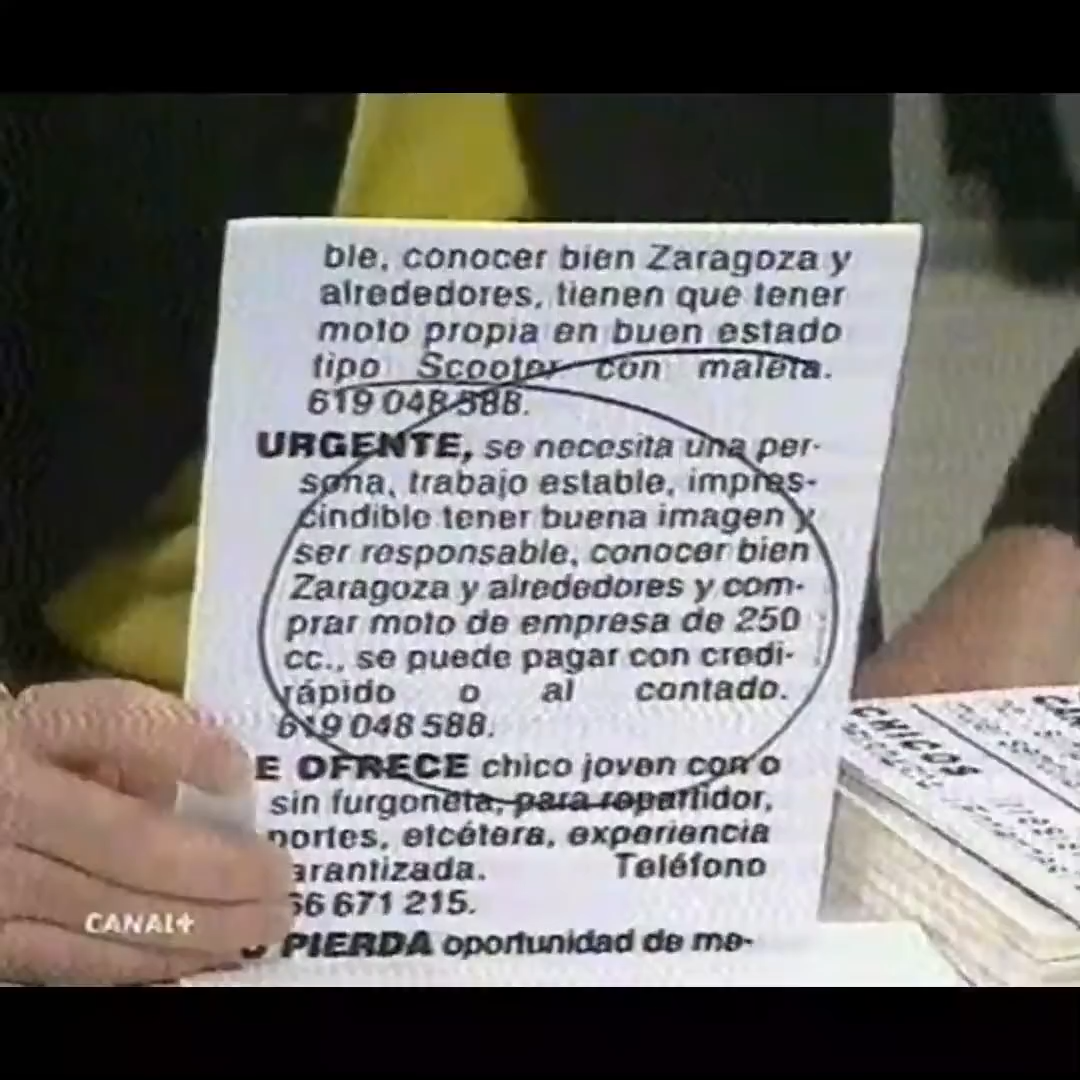 ble, conocer bien Zaragoza y
alrededores, tienen que tener
moto propia en buen estado
tipo Scooter con maleta.
619 048 588.
URGENTE, se necesita una per-
sona, trabajo estable, impres-
cindible tener buena imagen y
ser responsable, conocer bien
Zaragoza y alrededores y com-
prar moto de empresa de 250
cc., se puede pagar con credi-
rápido o al contado.
619 048 588.
E OFRECE chico joven con o
sin furgoneta, para repartidor,
portes, etcétera, experiencia
arantizada. Teléfono
66 671 215.
PIERDA oportunidad de me-
CHICOS
CANAL+